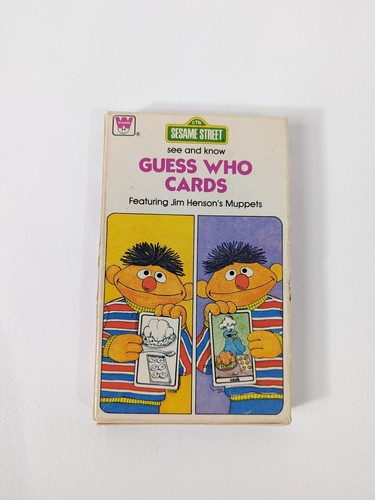 W®
CTW
SESAME STREET
see and know
GUESS WHO
CARDS
Featuring Jim Henson's Muppets